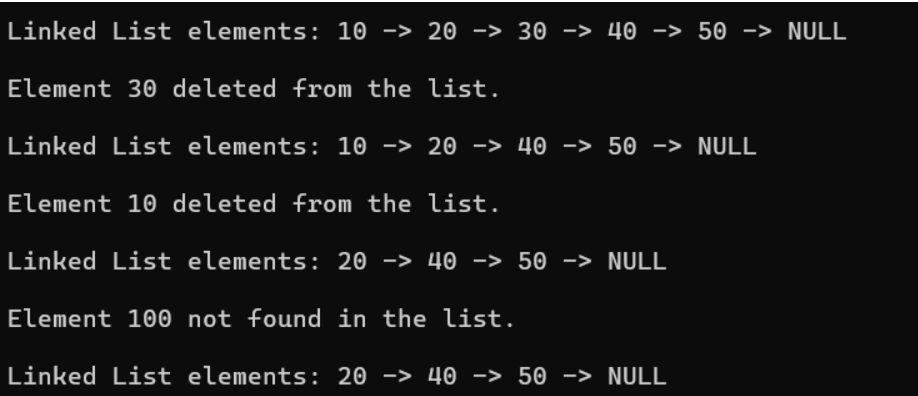 Linked List elements: 10 -> 20 -> 30 -> 40 -> 50 -> NULL
Element 30 deleted from the list.
Linked List elements: 10 -> 20 -> 40 -> 50 -> NULL
Element 10 deleted from the list.
Linked List elements: 20 -> 40 -> 50 -> NULL
Element 100 not found in the list.
Linked List elements: 20 -> 40 -> 50 -> NULL